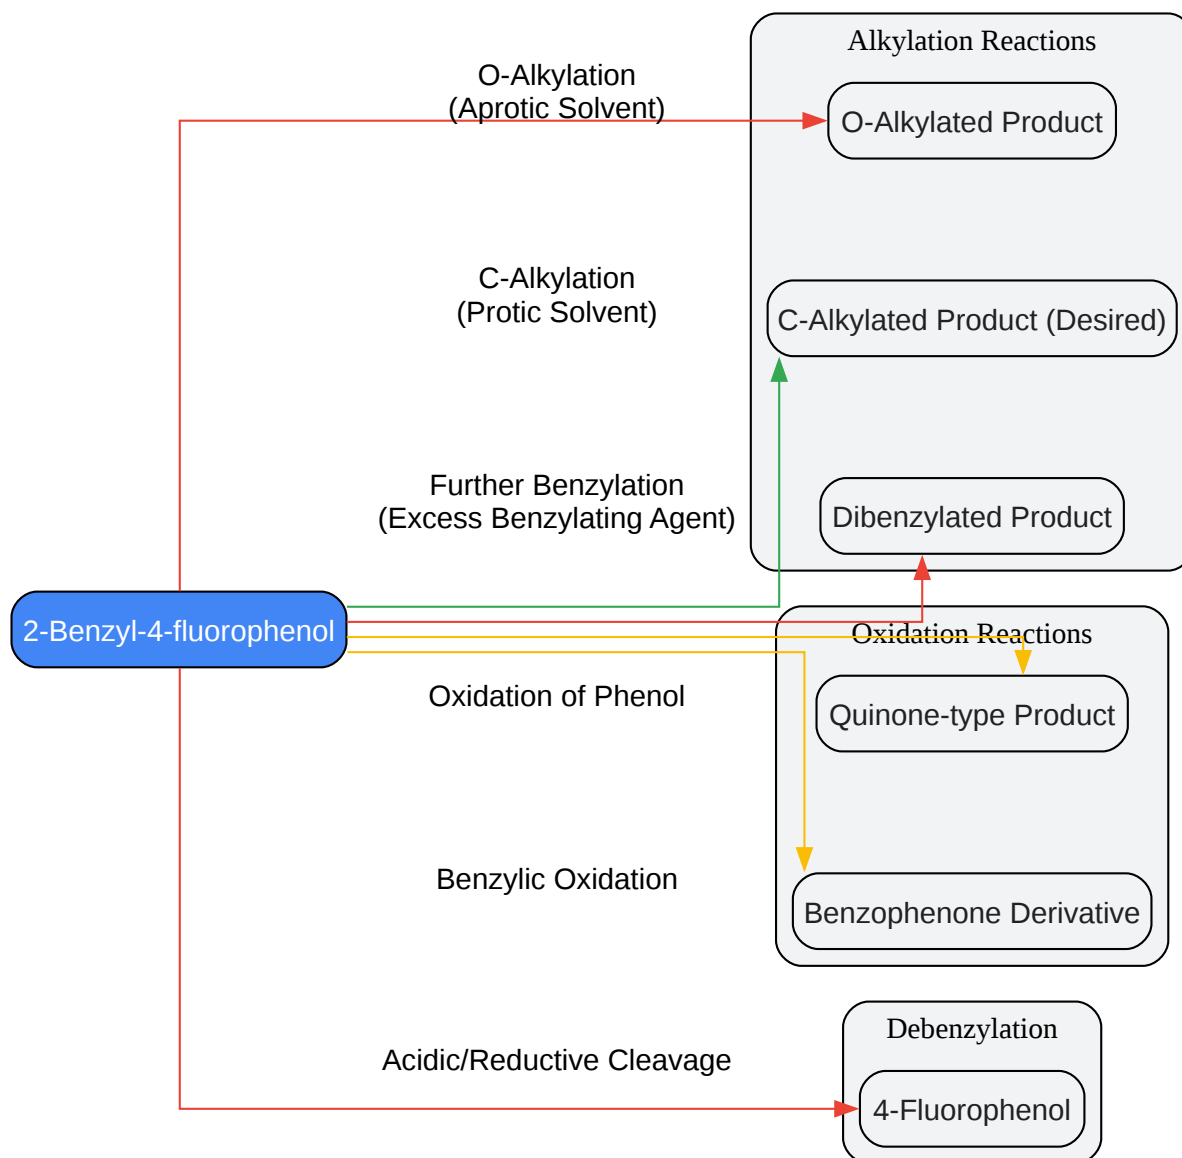 Alkylation Reactions
O-Alkylation
(Aprotic Solvent)
O-Alkylated Product
C-Alkylation
(Protic Solvent)
C-Alkylated Product (Desired)
Further Benzylation
(Excess Benzylating Agent)
Dibenzylated Product
2-Benzyl-4-fluorophenol
Oxidation Reactions
Oxidation of Phenol
Quinone-type Product
Benzylic Oxidation
Benzophenone Derivative
Debenzylation
Acidic/Reductive Cleavage
4-Fluorophenol